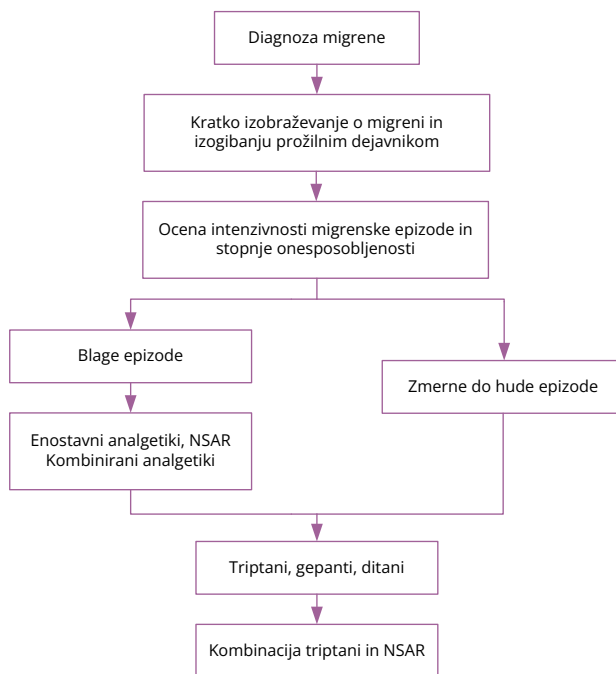 Diagnoza migrene
Kratko izobraževanje o migreni in
izogibanju prožilnim dejavnikom
Ocena intenzivnosti migrenske epizode in
stopnje onesposobljenosti
Blage epizode
Zmerne do hude epizode
Enostavni analgetiki, NSAR
Kombinirani analgetiki
Triptani, gepanti, ditani
Kombinacija triptani in NSAR